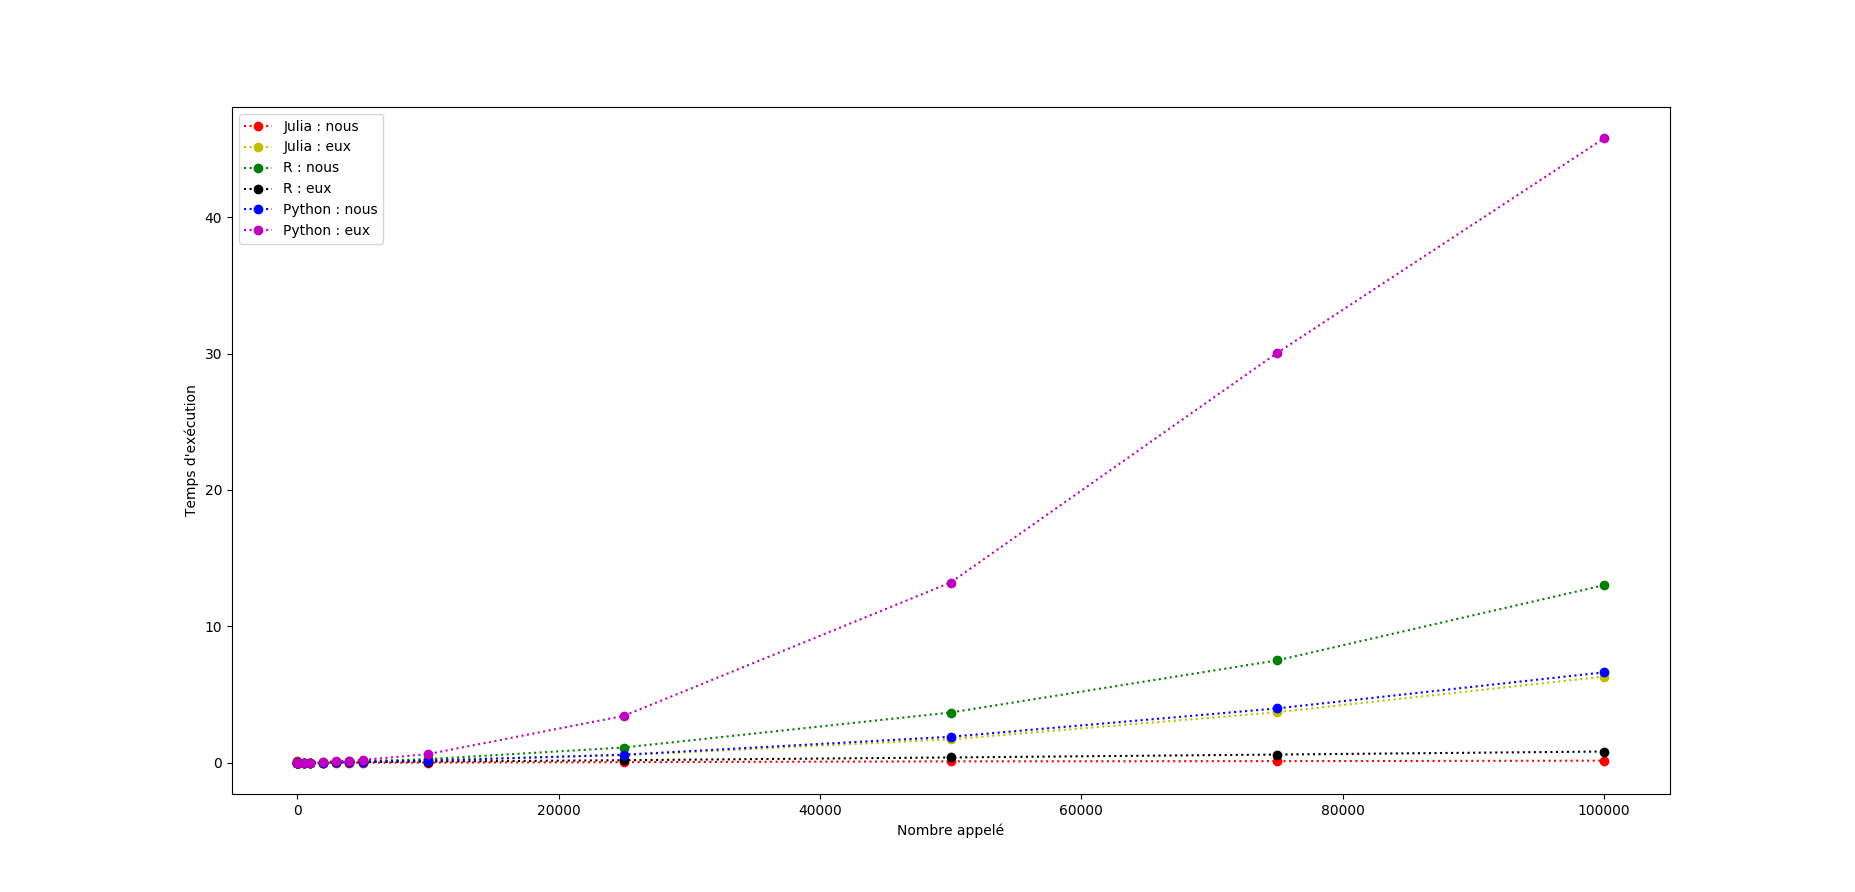 Julia : nous
Julia : eux
R : nous
R : eux
Python : nous
Python : eux
40
30
20
10
0
Temps d'exécution
0 20000 40000 60000 80000 100000
Nombre appelé